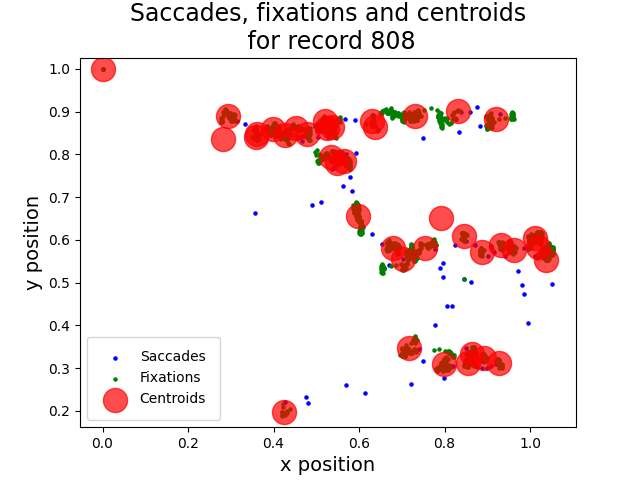 Saccades, fixations and centroids
for record 808
y position
1.0
0.9
0.8
0.7
0.6
0.5
0.4
0.3
0.2
Saccades
Fixations
Centroids
0.0 0.2 0.4 0.6 0.8 1.0
x position